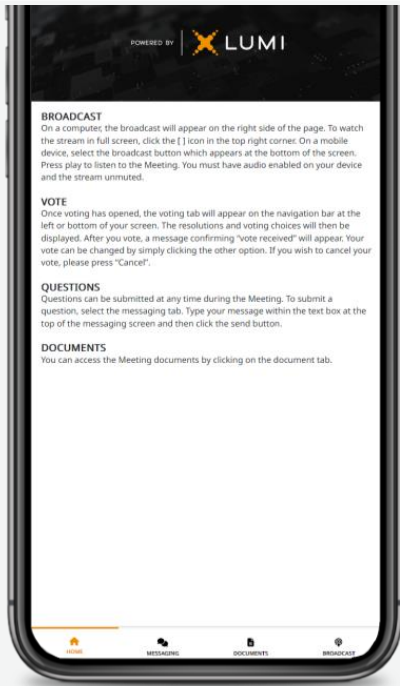 POWERED BY LUMI
BROADCAST
On a computer, the broadcast will appear on the right side of the page. To watch
the stream in full screen, click the [ ] icon in the top right corner. On a mobile
device, select the broadcast button which appears at the bottom of the screen.
Press play to listen to the Meeting. You must have audio enabled on your device
and the stream unmuted.
VOTE
Once voting has opened, the voting tab will appear on the navigation bar at the
left or bottom of your screen. The resolutions and voting choices will then be
displayed. After you vote, a message confirming “vote received” will appear. Your
vote can be changed by simply clicking the other option. If you wish to cancel your
vote, please press “Cancel”.
QUESTIONS
Questions can be submitted at any time during the Meeting. To submit a
question, select the messaging tab. Type your message within the text box at the
top of the messaging screen and then click the send button.
DOCUMENTS
You can access the Meeting documents by clicking on the document tab.
HOME MESSAGING DOCUMENTS BROADCAST